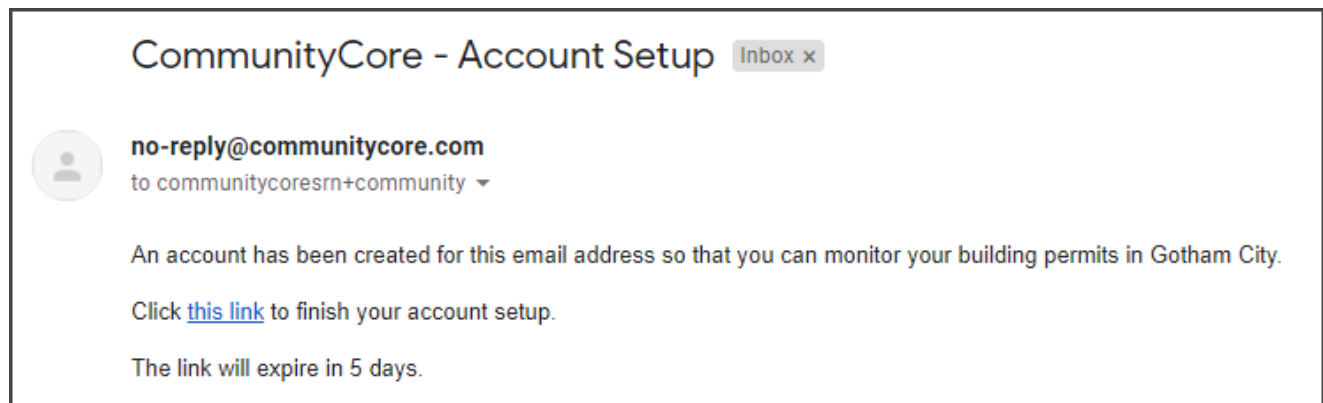 CommunityCore - Account Setup Inbox x
no-reply@communitycore.com
to communitycoresrn+community
An account has been created for this email address so that you can monitor your building permits in Gotham City.
Click this link to finish your account setup.
The link will expire in 5 days.